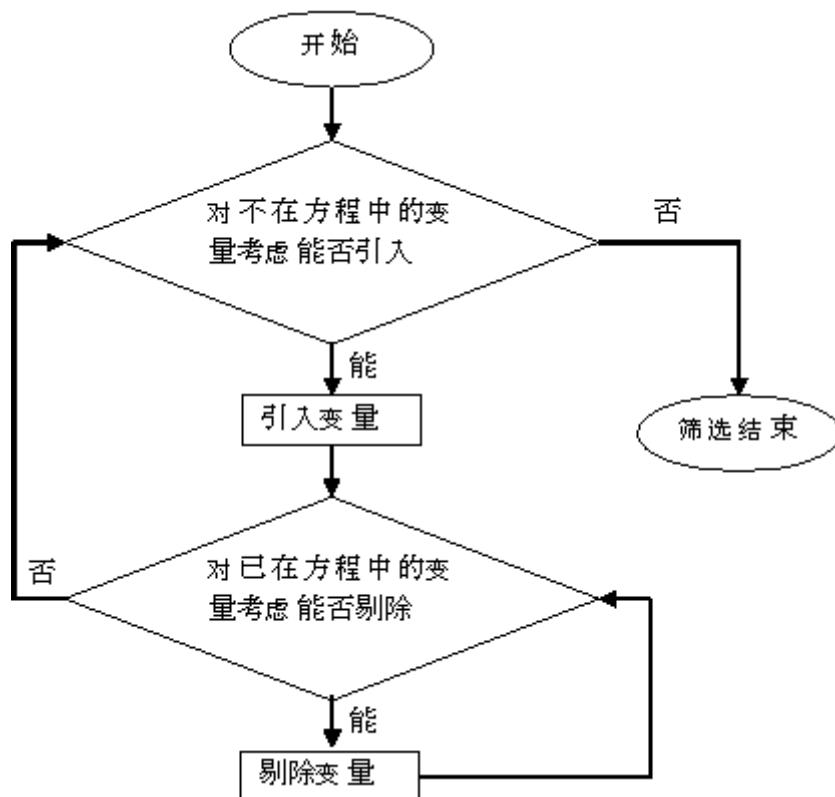 开始
对不在方程中的变
量考虑能否引入
否
能
引入变量
筛选结束
对已在方程中的变
量考虑能否剔除
否
能
剔除变量